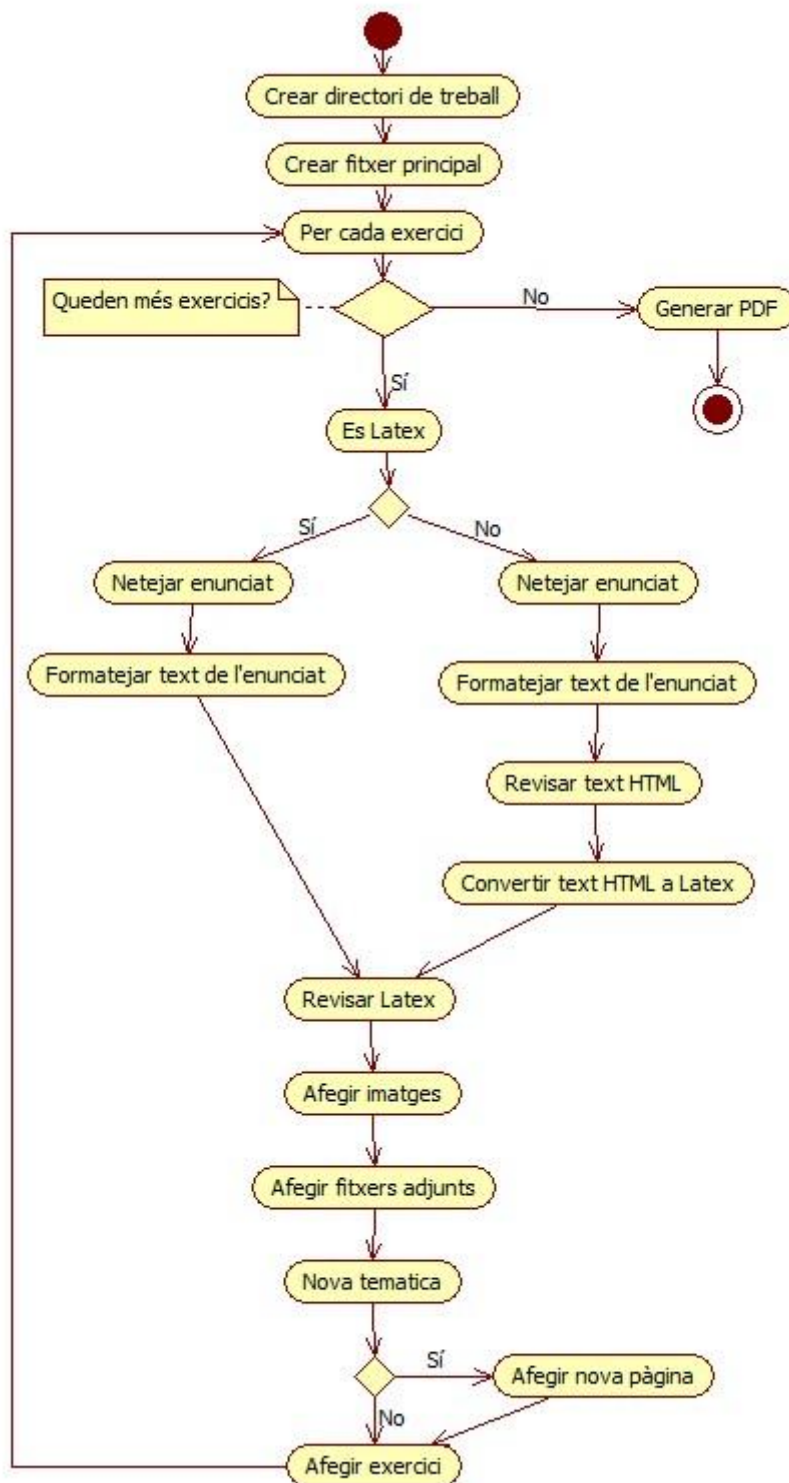 Crear directori de treball
Crear fitxer principal
Per cada exercici
Queden més exercicis?
No
Generar PDF
Sí
Es Latex
Sí
No
Netejar enunciat
Netejar enunciat
Formatejar text de l'enunciat
Formatejar text de l'enunciat
Revisar text HTML
Convertir text HTML a Latex
Revisar Latex
Afegir imatges
Afegir fitxers adjunts
Nova tematica
Sí
Afegir nova pàgina
No
Afegir exercici